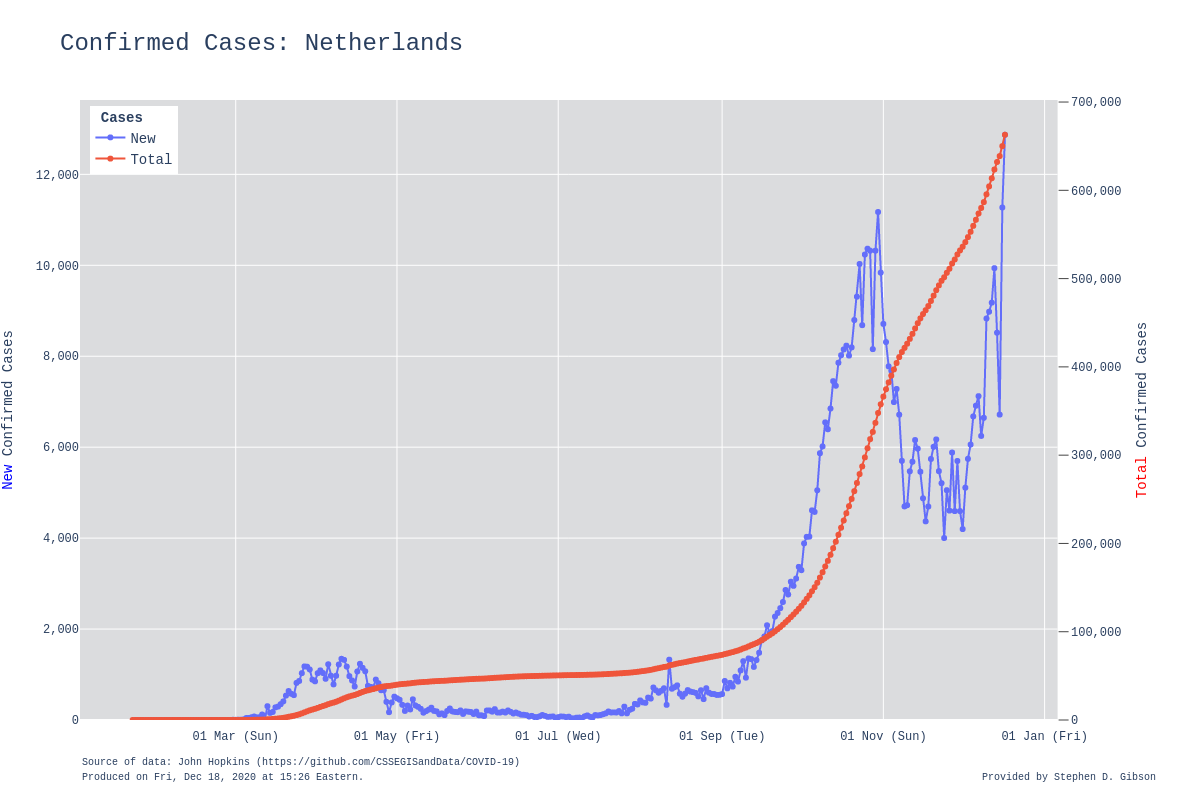 Confirmed Cases: Netherlands
Cases
New
Total
12,000
10,000
8,000
6,000
4,000
2,000
0
New Confirmed Cases
700,000
600,000
500,000
400,000
300,000
200,000
100,000
0
Total Confirmed Cases
01 Mar (Sun) 01 May (Fri) 01 Jul (Wed) 01 Sep (Tue) 01 Nov (Sun) 01 Jan (Fri)
Source of data: John Hopkins (https://github.com/CSSEGISandData/COVID-19)
Produced on Fri, Dec 18, 2020 at 15:26 Eastern.
Provided by Stephen D. Gibson